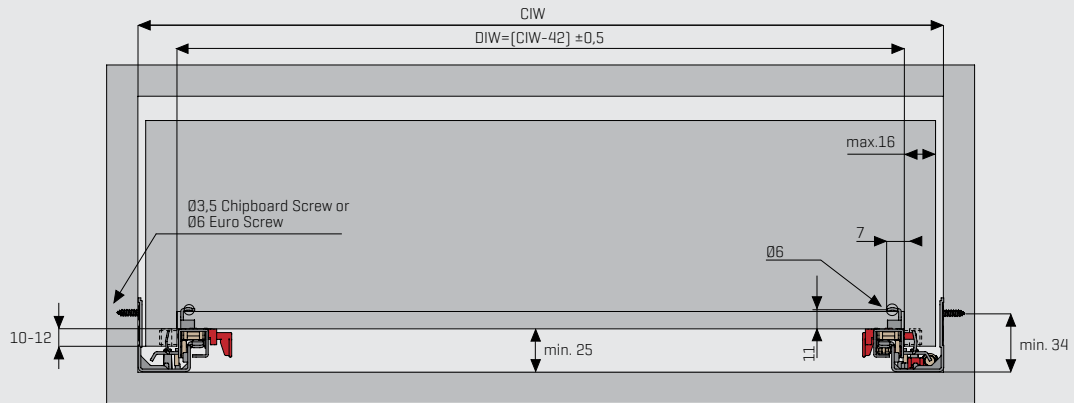 CIW
DIW=(CIW-42) ±0,5
max.16
Ø3,5 Chipboard Screw or
Ø6 Euro Screw
7
Ø6
10-12
min. 25
11
min. 34